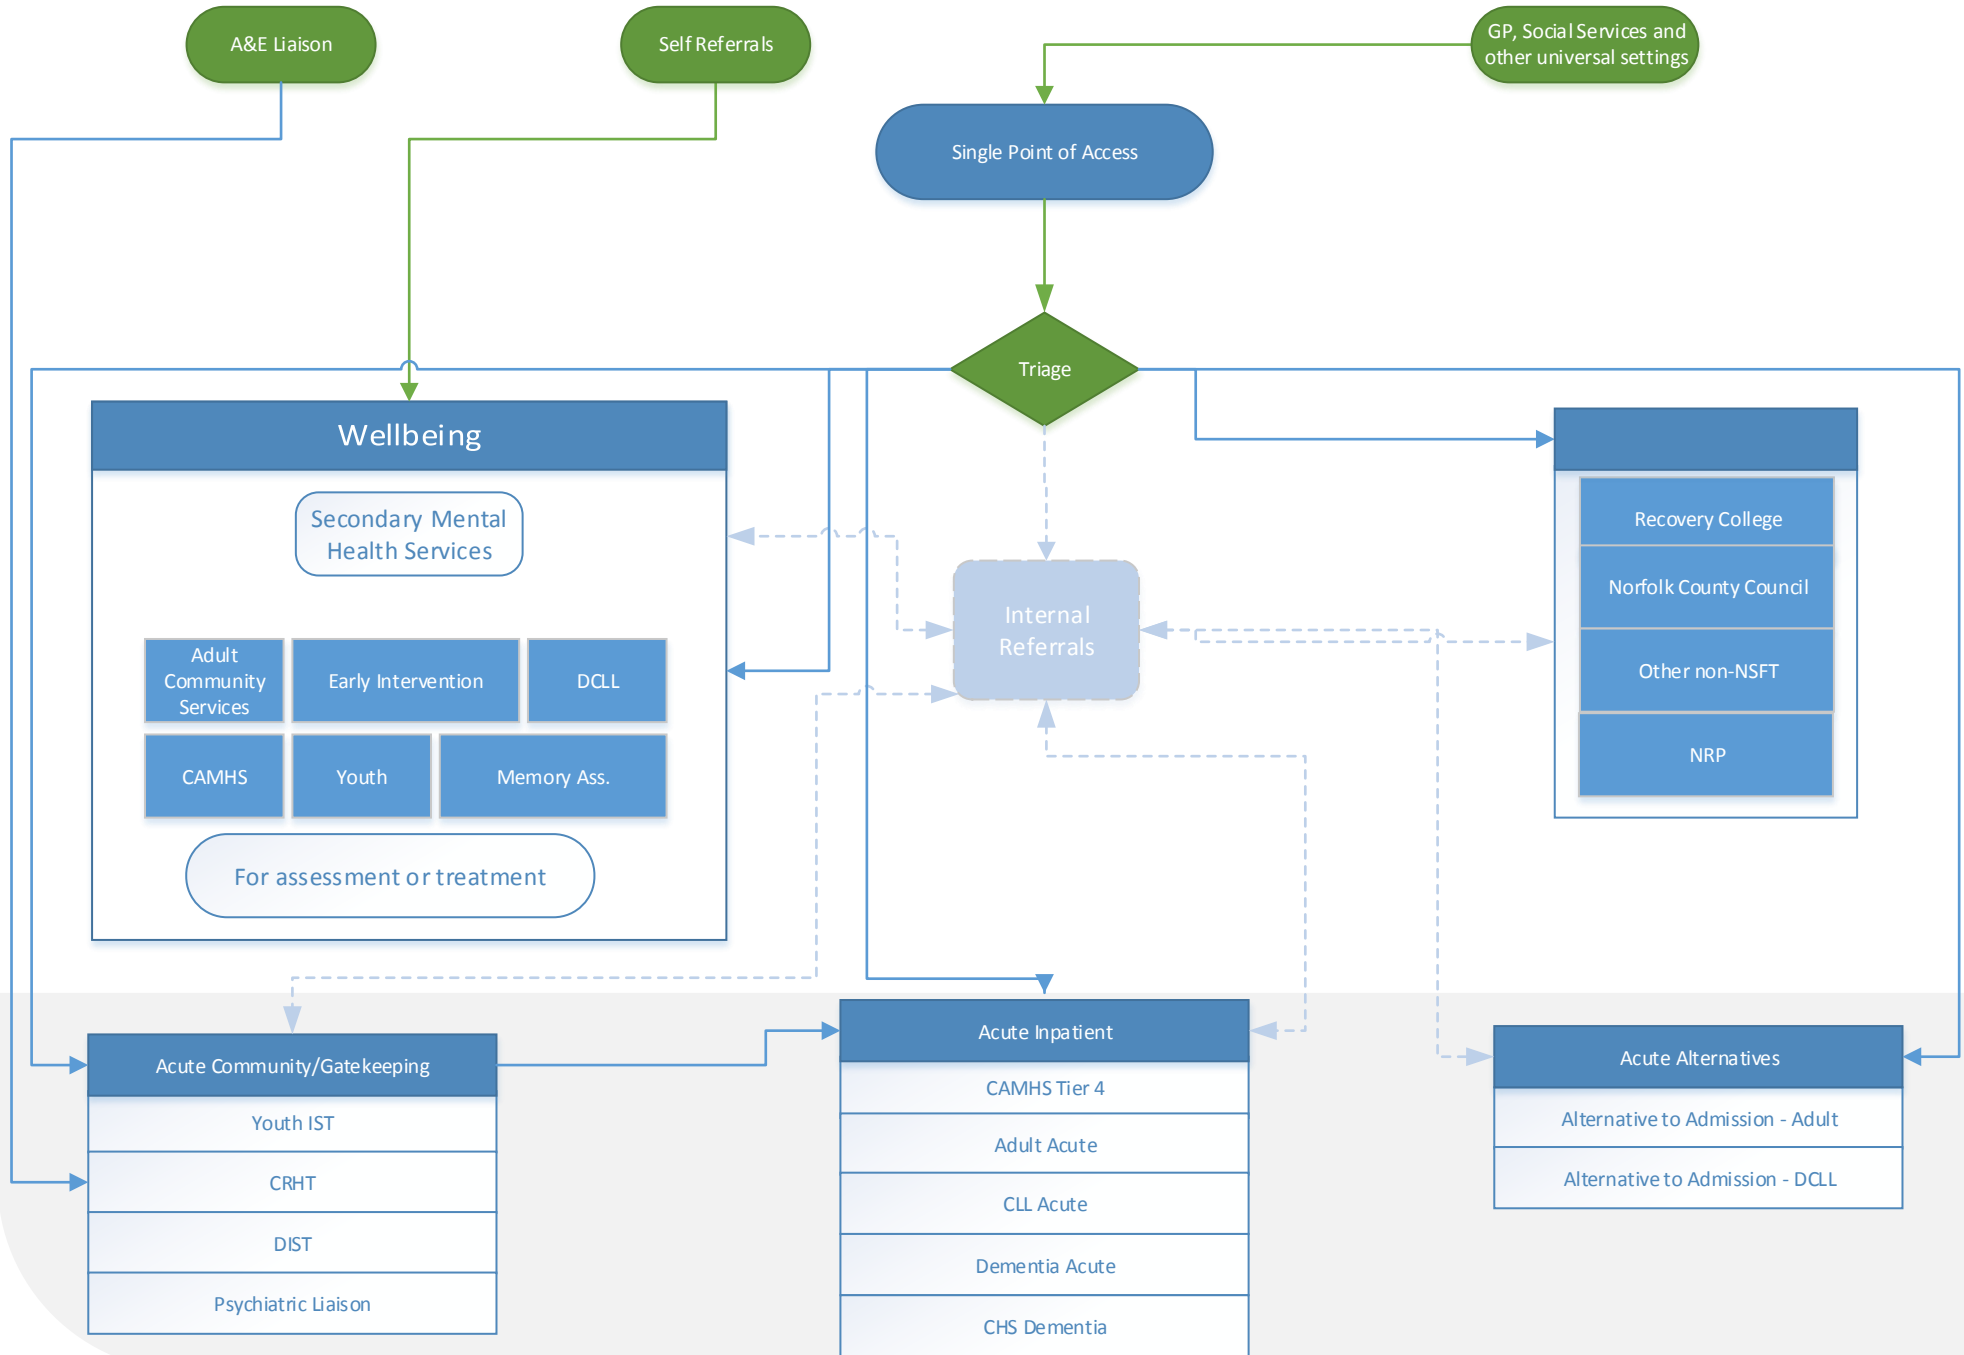 A&E Liaison
Self Referrals
GP, Social Services and
other universal settings
Single Point of Access
Triage
Wellbeing
Secondary Mental
Health Services
Adult
Community
Services
Early Intervention
DCLL
CAMHS
Youth
Memory Ass.
For assessment or treatment
Internal
Referrals
Recovery College
Norfolk County Council
Other non-NSFT
NRP
Acute Community/Gatekeeping
Youth IST
CRHT
DIST
Psychiatric Liaison
Acute Inpatient
CAMHS Tier 4
Adult Acute
CLL Acute
Dementia Acute
CHS Dementia
Acute Alternatives
Alternative to Admission - Adult
Alternative to Admission - DCLL